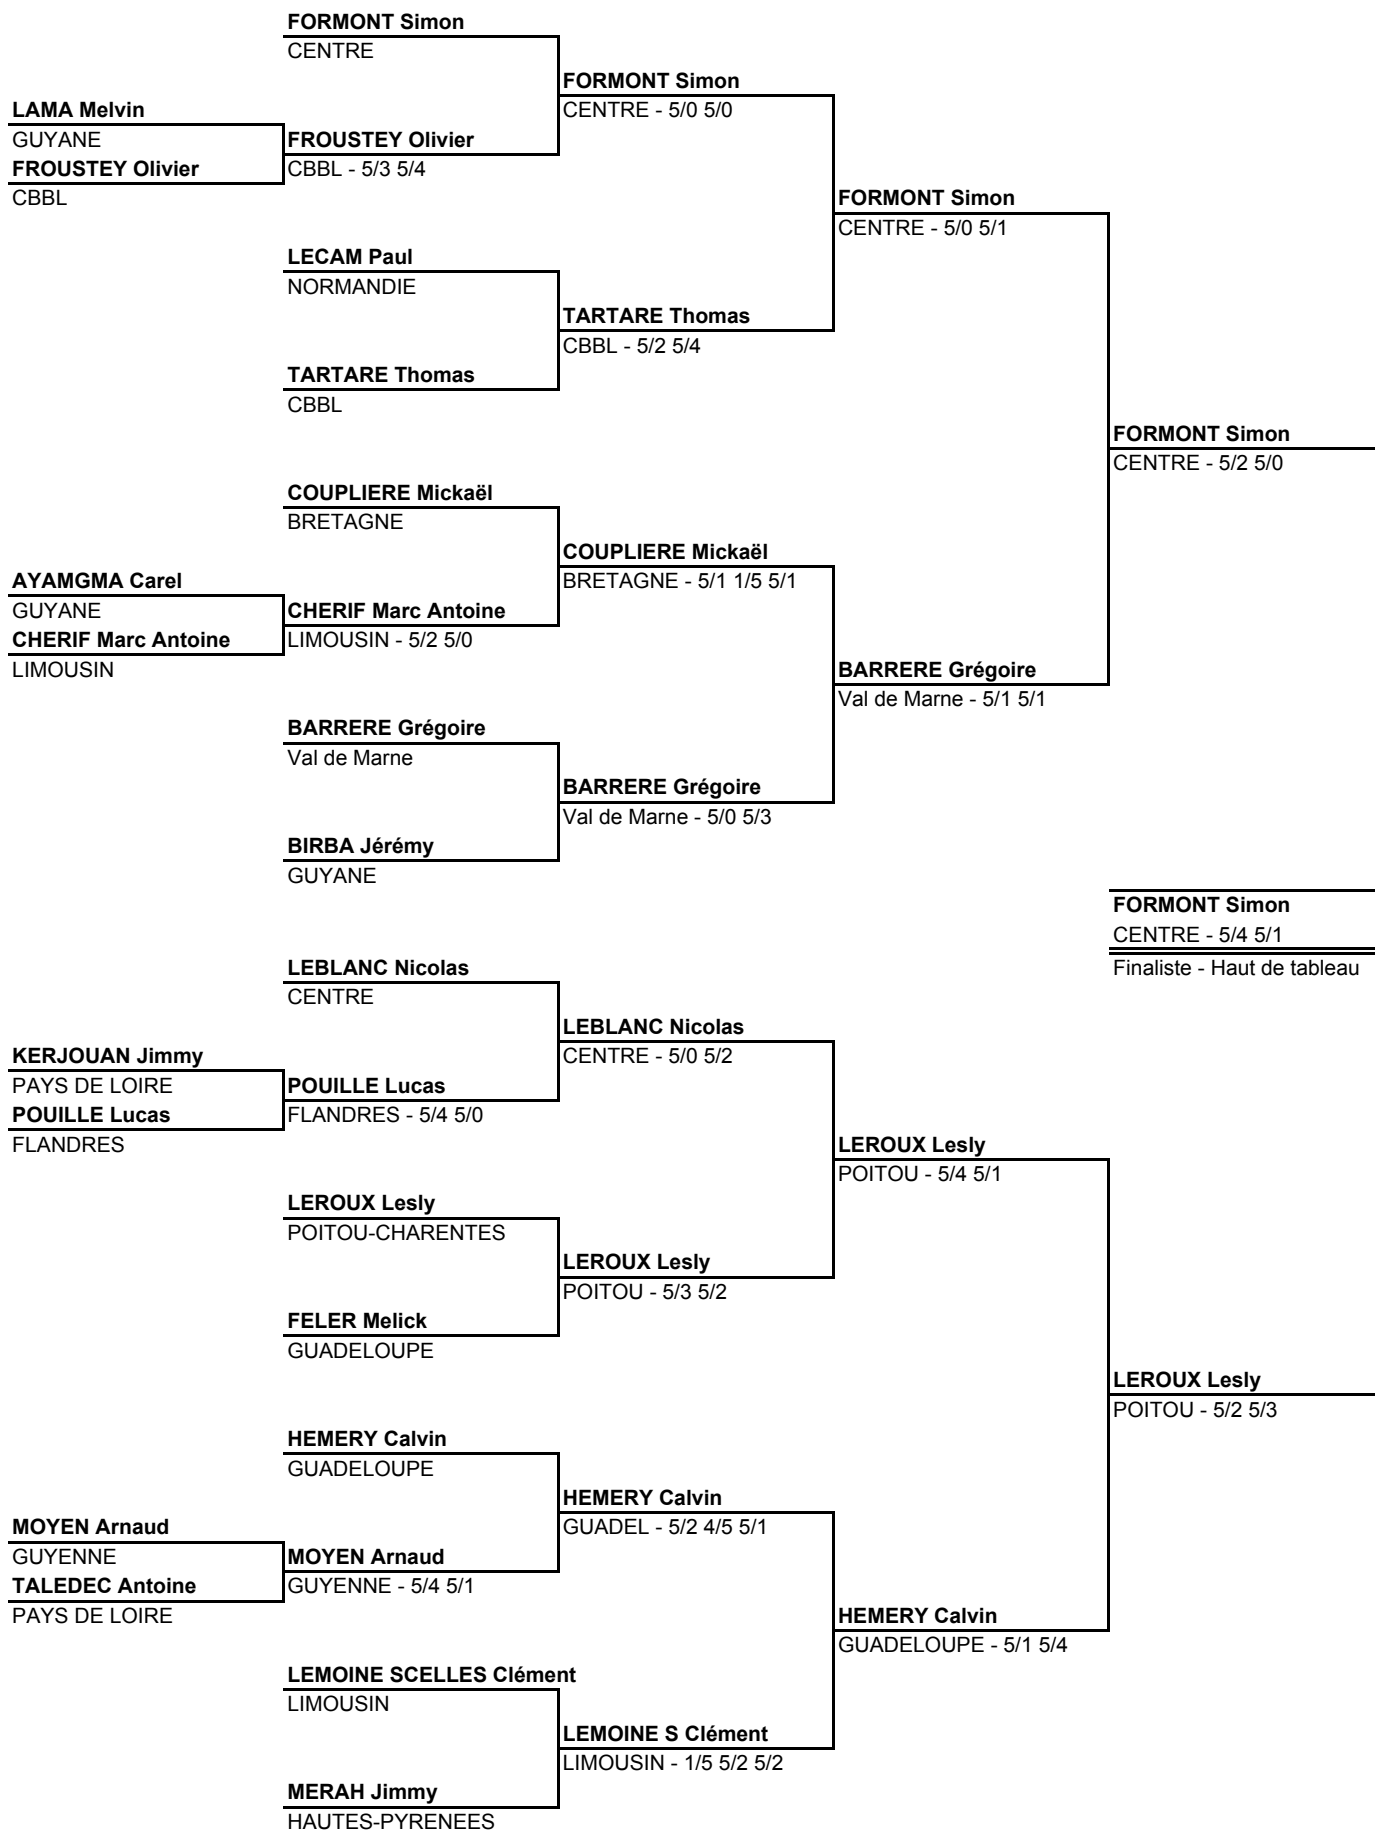 FORMONT Simon
CENTRE
FORMONT Simon
CENTRE - 5/0 5/0
LAMA Melvin
GUYANE
FROUSTEY Olivier
FROUSTEY Olivier
CBBL - 5/3 5/4
CBBL
FORMONT Simon
CENTRE - 5/0 5/1
LECAM Paul
NORMANDIE
TARTARE Thomas
CBBL - 5/2 5/4
TARTARE Thomas
CBBL
FORMONT Simon
CENTRE - 5/2 5/0
COUPLIERE Mickaël
BRETAGNE
COUPLIERE Mickaël
BRETAGNE - 5/1 1/5 5/1
AYAMGMA Carel
GUYANE
CHERIF Marc Antoine
CHERIF Marc Antoine
LIMOUSIN - 5/2 5/0
LIMOUSIN
BARRERE Grégoire
Val de Marne - 5/1 5/1
BARRERE Grégoire
Val de Marne
BARRERE Grégoire
Val de Marne - 5/0 5/3
BIRBA Jérémy
GUYANE
FORMONT Simon
CENTRE - 5/4 5/1
Finaliste - Haut de tableau
LEBLANC Nicolas
CENTRE
LEBLANC Nicolas
CENTRE - 5/0 5/2
KERJOUAN Jimmy
PAYS DE LOIRE
POUILLE Lucas
POUILLE Lucas
FLANDRES - 5/4 5/0
FLANDRES
LEROUX Lesly
POITOU - 5/4 5/1
LEROUX Lesly
POITOU-CHARENTES
LEROUX Lesly
POITOU - 5/3 5/2
FELER Melick
GUADELOUPE
LEROUX Lesly
POITOU - 5/2 5/3
HEMERY Calvin
GUADELOUPE
HEMERY Calvin
GUADEL - 5/2 4/5 5/1
MOYEN Arnaud
GUYENNE
MOYEN Arnaud
TALEDEC Antoine
GUYENNE - 5/4 5/1
PAYS DE LOIRE
HEMERY Calvin
GUADELOUPE - 5/1 5/4
LEMOINE SCELLES Clément
LIMOUSIN
LEMOINE S Clément
LIMOUSIN - 1/5 5/2 5/2
MERAH Jimmy
HAUTES-PYRENEES